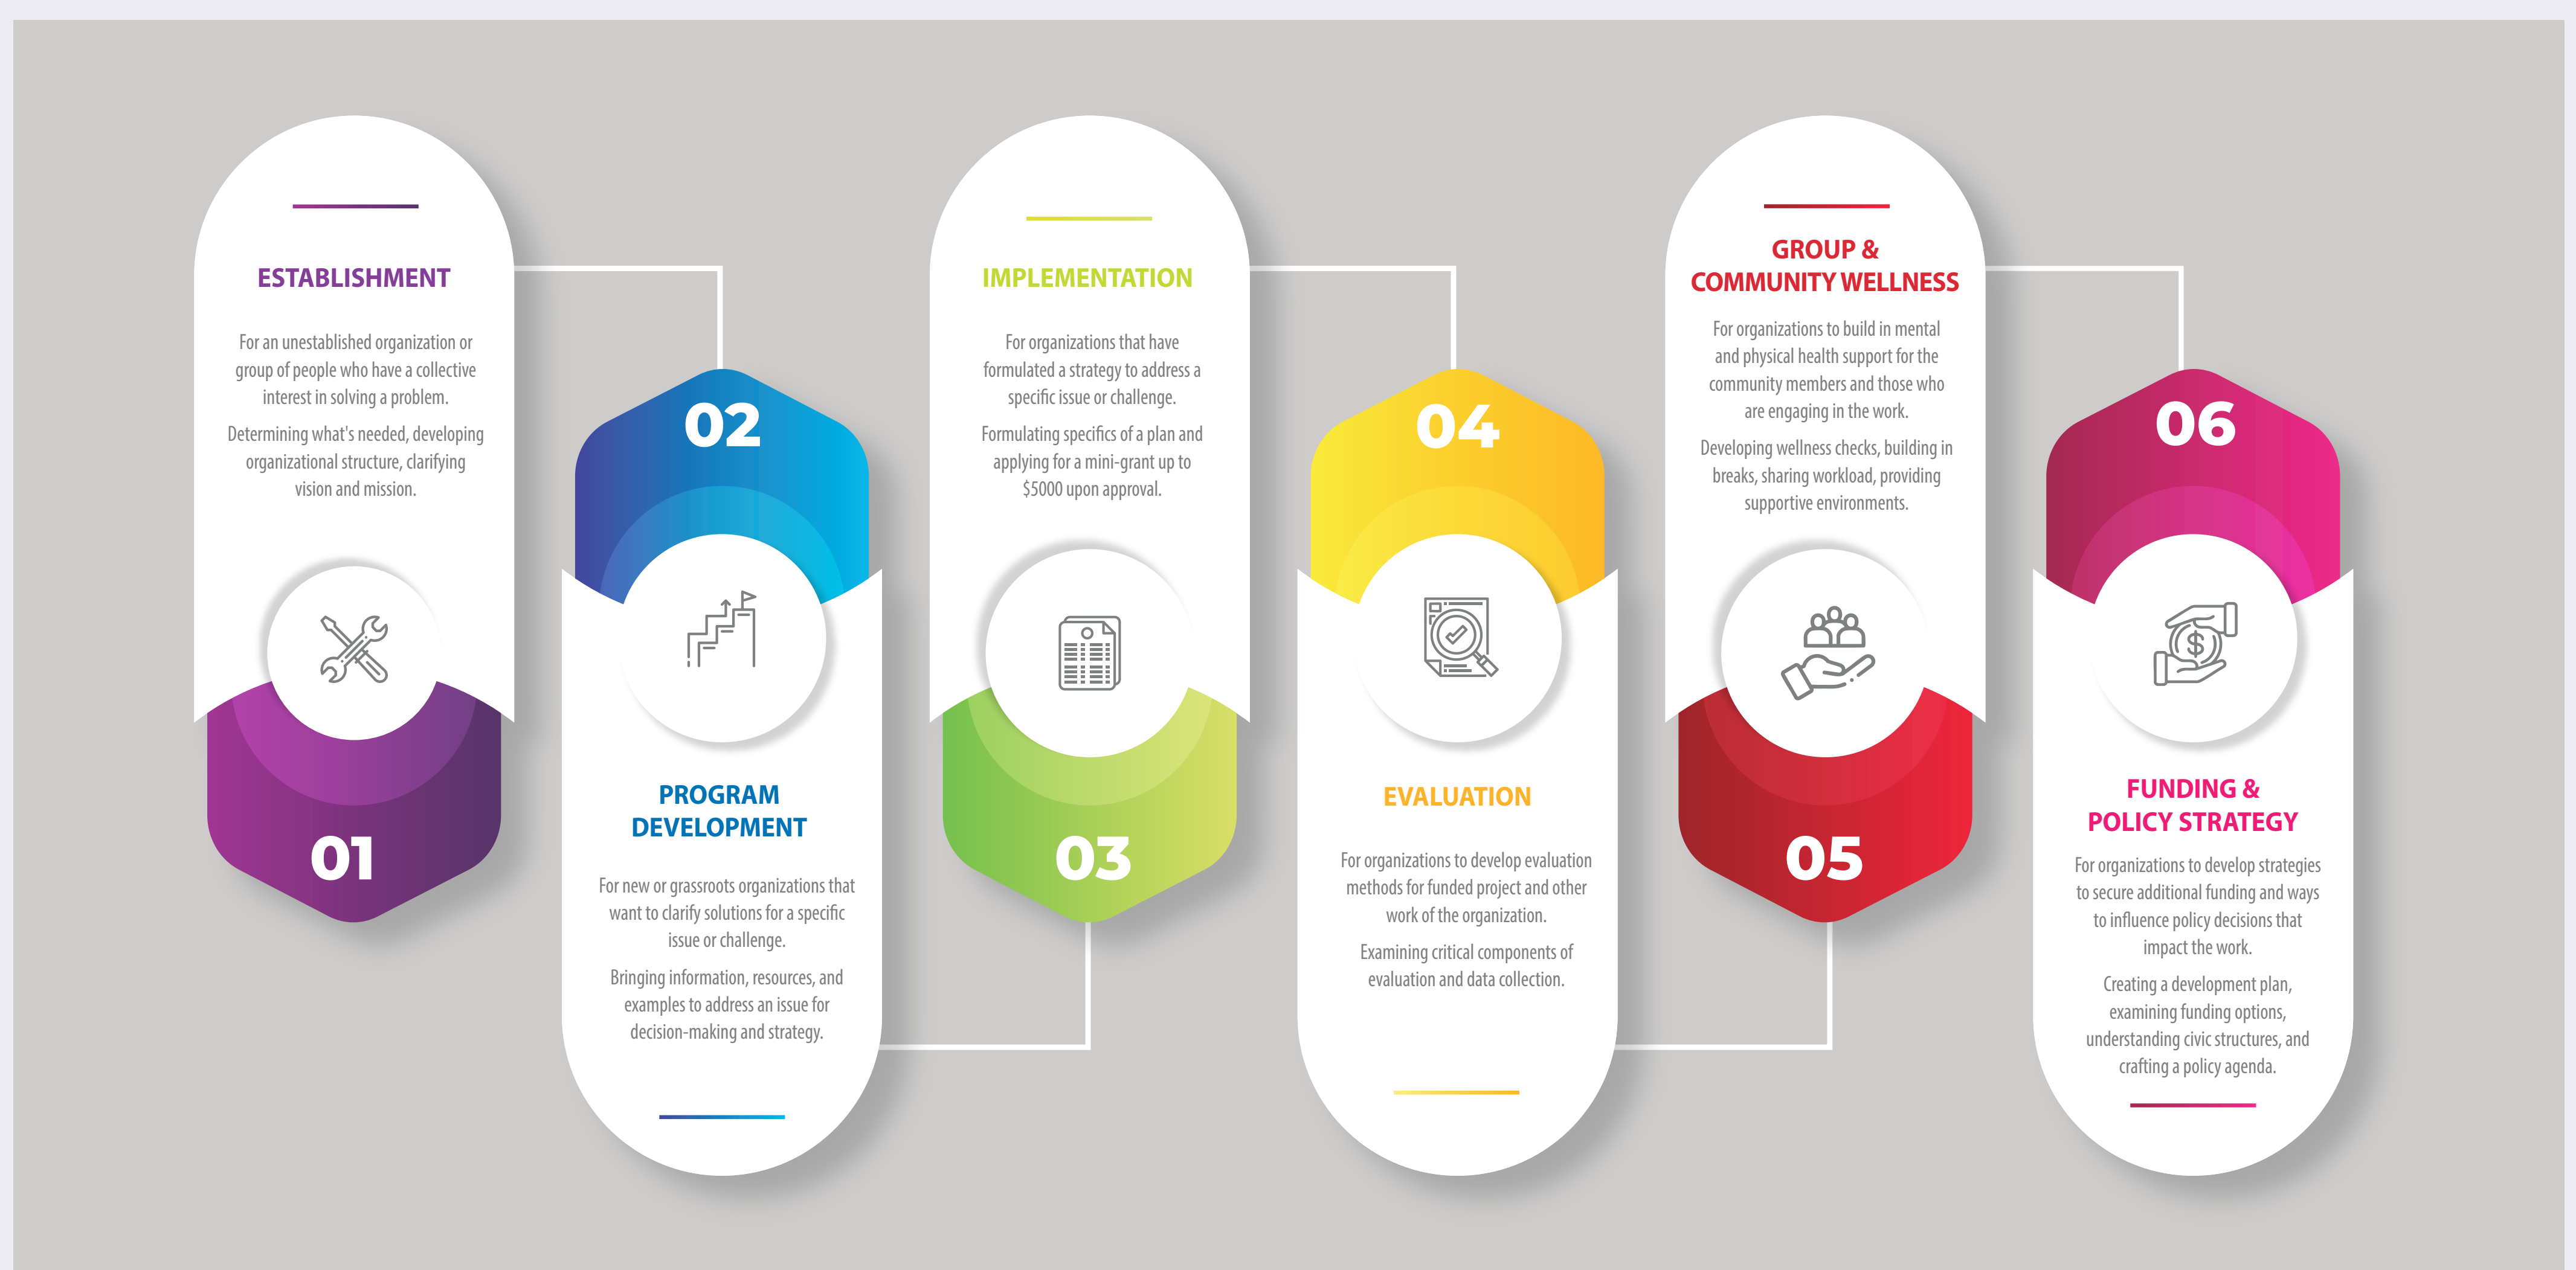 ESTABLISHMENT
For an unestablished organization or
group of people who have a collective
interest in solving a problem.
Determining what's needed, developing
organizational structure, clarifying
vision and mission.
01
02
PROGRAM
DEVELOPMENT
For new or grassroots organizations that
want to clarify solutions for a specific
issue or challenge.
Bringing information, resources, and
examples to address an issue for
decision-making and strategy.
IMPLEMENTATION
For organizations that have
formulated a strategy to address a
specific issue or challenge.
Formulating specifics of a plan and
applying for a mini-grant up to
$5000 upon approval.
03
04
EVALUATION
For organizations to develop evaluation
methods for funded project and other
work of the organization.
Examining critical components of
evaluation and data collection.
GROUP &
COMMUNITY WELLNESS
For organizations to build in mental
and physical health support for the
community members and those who
are engaging in the work.
Developing wellness checks, building in
breaks, sharing workload, providing
supportive environments.
05
06
$
FUNDING &
POLICY STRATEGY
For organizations to develop strategies
to secure additional funding and ways
to influence policy decisions that
impact the work.
Creating a development plan,
examining funding options,
understanding civic structures, and
crafting a policy agenda.